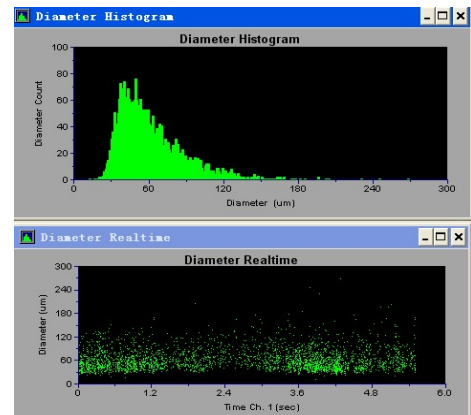 Diameter Histogram
Diameter Histogram
100
80
60
40
20
0
Diameter Count
0 60 120 180 240 300
Diameter (um)
Diameter Realtime
Diameter Realtime
300
240
180
120
60
0
Diameter (um)
0 1.2 2.4 3.6 4.8 6.0
Time Ch. 1 (sec)